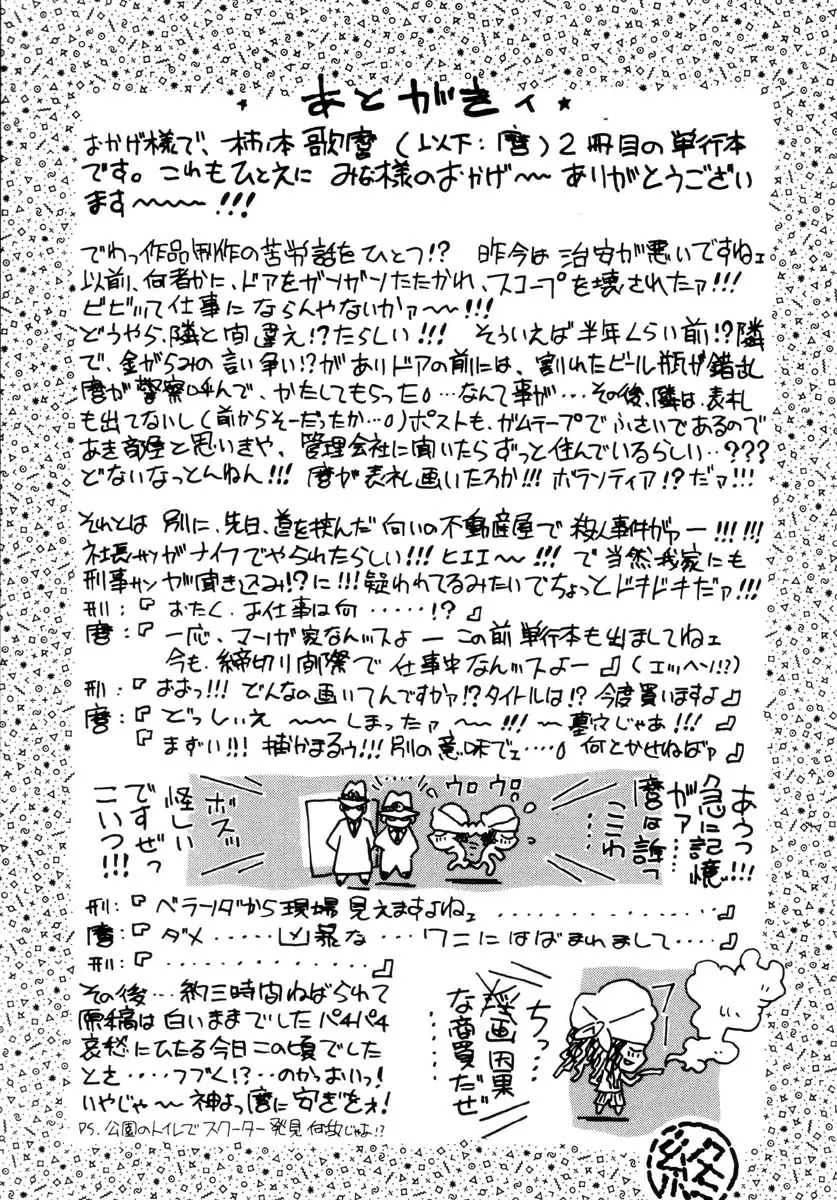 あとがきィ
おかげ様で、柿ノ本歌麿(以下:麿)2冊目の単行本
です。これもひとえに みな様のおかげ〜〜 ありがとうござい
ます〜〜〜!!!
でわっ作品制作の苦労話をひとつ!? 昨今は治安が悪いですねェ
以前、何者かに、ドアをガンガンたたかれ、スコープを壊されたァ!!!
ビビッて仕事にならんやないかァ〜〜!!!
どうやら、隣と間違え!?たらしい!!! そういえば半年くらい前!?隣
で、金がらみの言い争い!?がありドアの前には、割れたビール瓶が錯乱
麿が警察呼んで、かたしてもらった。…なんて事が…その後、隣は、表札
も出てないし(前からそーだったか…。)ポストも、ガムテープでふさいであるので
あき部屋と思いきや、管理会社に聞いたらずっと住んでいるらしい…???
どないなっとんねん!!! 麿が表札画いたろか!!! ボランティア!?だァ!!!
それとは別に、先日、道を挟んだ向いの不動産屋で殺人事件がァー!!!!!!
社長サンがナイフでやられたらしい!!!ヒエエ〜!!!で当然我家にも
刑事サンが聞き込み!?に!!!疑われてるみたいでちょっとドキドキだァ!!!
刑:『 おたく、お仕事は何……!?』
麿:『 一応、マンガ家なんスよー この前単行本も出ましてねェ
今も、締切り間際で仕事中なんッスよー 』(エッヘン!?)
刑:『おおっ!!! どんなの画いてんですかァ!?タイトルは!? 今度買いますよ』
麿:『 どっしぃえ 〜〜〜しまったァ 〜〜!!! 〜墓穴じゃあ!!!
『まずい!!! 捕かまるゥ!!!別の意味でェ…。何とかせねばァ』
あうっ!!!
急に記憶
がァ……
麿は誰っ
ここわ
……
ウロウロ
ボスッ
怪しい
ですぜっ
こいつ!!!
刑:『ベランダから現場見えますよねェ …………』
麿:『ダメ……凶暴な…ワニにはばまれまして…』
刑:『…………』
その後…約三時間ねばられて
原稿は白いままでしたパチパチ
哀愁にひたる今日この頃でした
とさ・・・・フブく!?・・のかっおいっ!
いやじゃ〜神よっ麿に安ぎをぇ!
PS. 公園のトイレでスクーター発見 何故じゃぁ!?
ちっ…
因果
な商売だぜ
……
フー